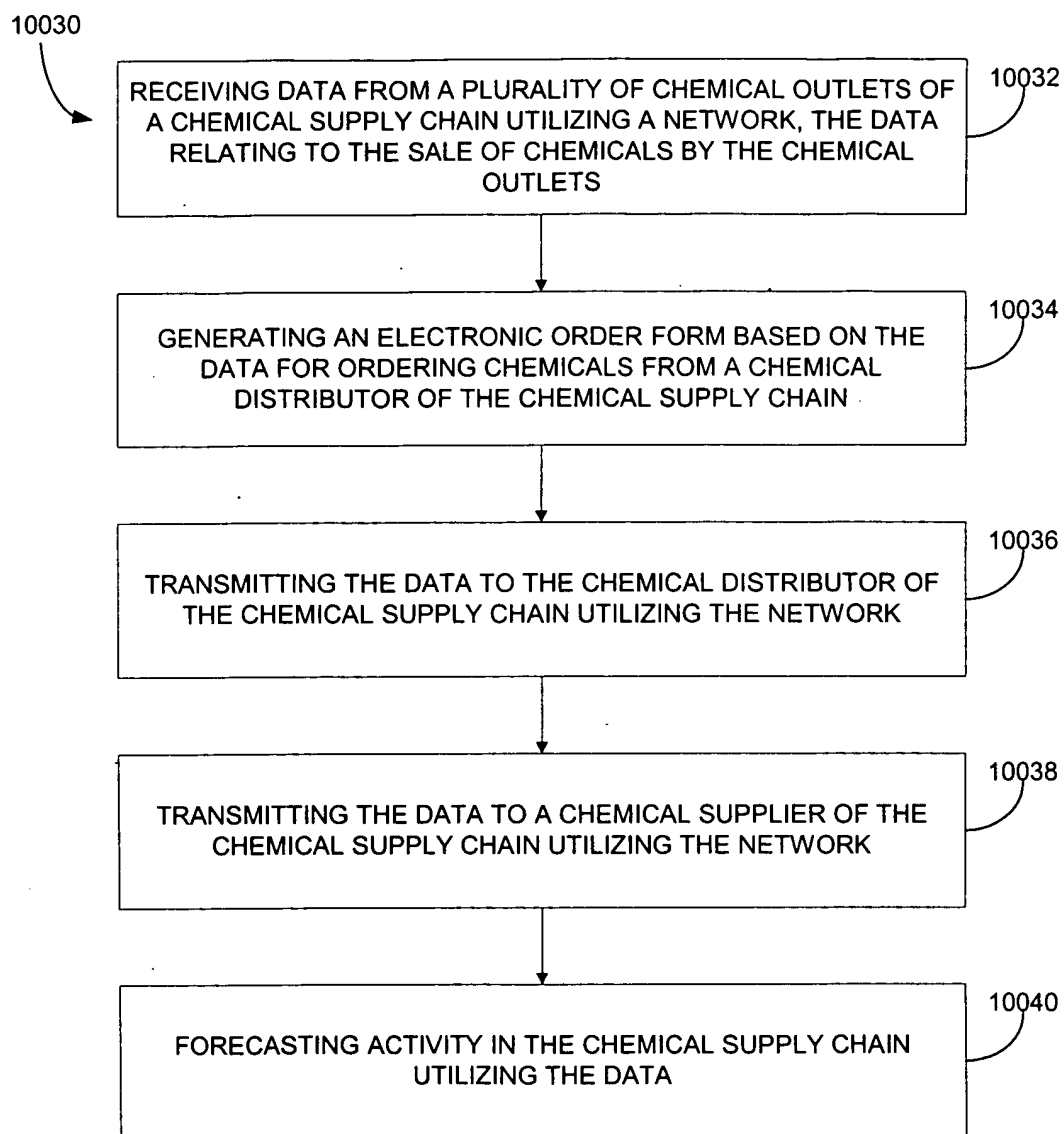 10030
RECEIVING DATA FROM A PLURALITY OF CHEMICAL OUTLETS OF
A CHEMICAL SUPPLY CHAIN UTILIZING A NETWORK, THE DATA
RELATING TO THE SALE OF CHEMICALS BY THE CHEMICAL
OUTLETS
10032
GENERATING AN ELECTRONIC ORDER FORM BASED ON THE
DATA FOR ORDERING CHEMICALS FROM A CHEMICAL
DISTRIBUTOR OF THE CHEMICAL SUPPLY CHAIN
10034
TRANSMITTING THE DATA TO THE CHEMICAL DISTRIBUTOR OF
THE CHEMICAL SUPPLY CHAIN UTILIZING THE NETWORK
10036
TRANSMITTING THE DATA TO A CHEMICAL SUPPLIER OF THE
CHEMICAL SUPPLY CHAIN UTILIZING THE NETWORK
10038
FORECASTING ACTIVITY IN THE CHEMICAL SUPPLY CHAIN
UTILIZING THE DATA
10040